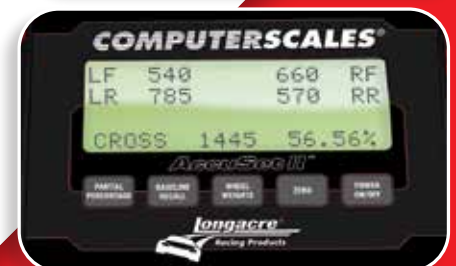 COMPUTERSCALES®
LF 540 660 RF
LR 785 570 RR
CROSS 1445 56.56%
AccuSet II™
PARTIAL PERCENTAGE BASELINE RECALL WHEEL WEIGHTS ZERO POWER ON/OFF
Longacre®
Racing Products